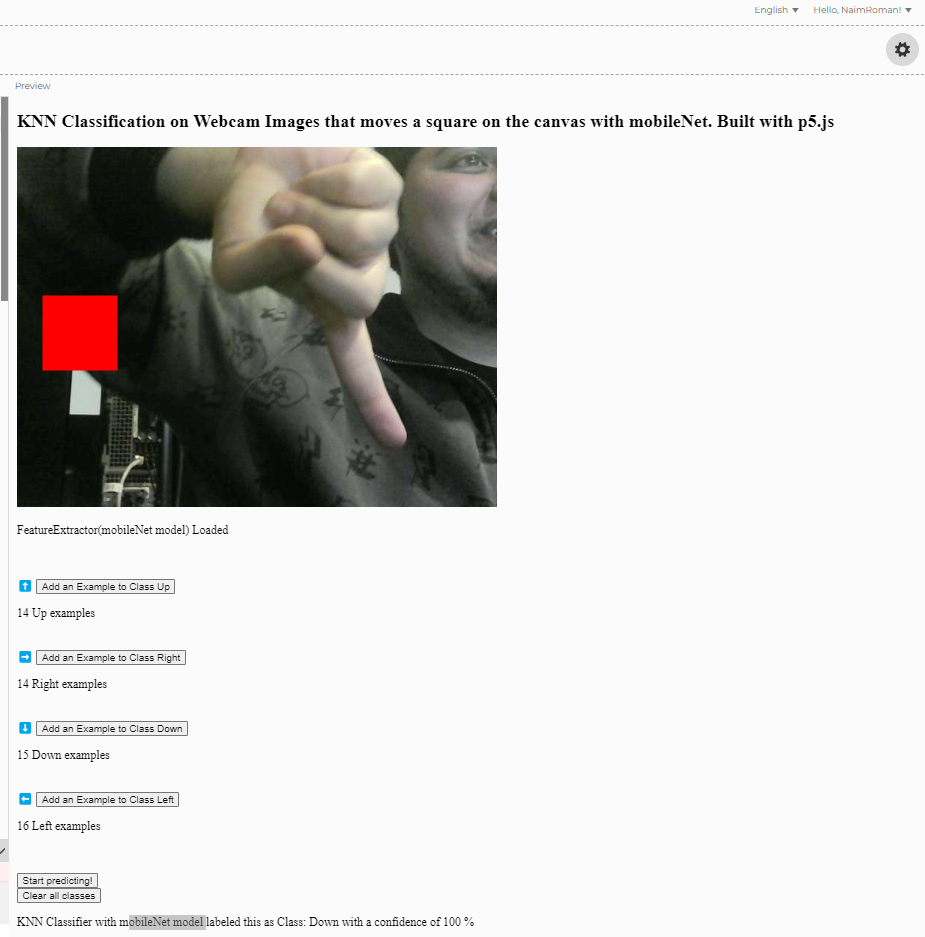 English ▼ Hello, NaimRoman! ▼
Preview
KNN Classification on Webcam Images that moves a square on the canvas with mobileNet. Built with p5.js
FeatureExtractor(mobileNet model) Loaded
Add an Example to Class Up
14 Up examples
Add an Example to Class Right
14 Right examples
Add an Example to Class Down
15 Down examples
Add an Example to Class Left
16 Left examples
Start predicting!
Clear all classes
KNN Classifier with mobileNet model labeled this as Class: Down with a confidence of 100 %